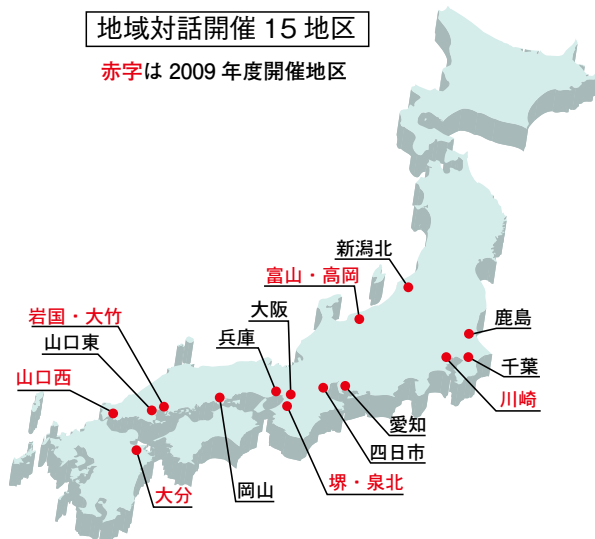 地域対話開催 15 地区
赤字は 2009 年度開催地区
新潟北
富山・高岡
大阪
岩国・大竹
兵庫
山口東
山口西
鹿島
千葉
川崎
愛知
四日市
堺・泉北
岡山
大分